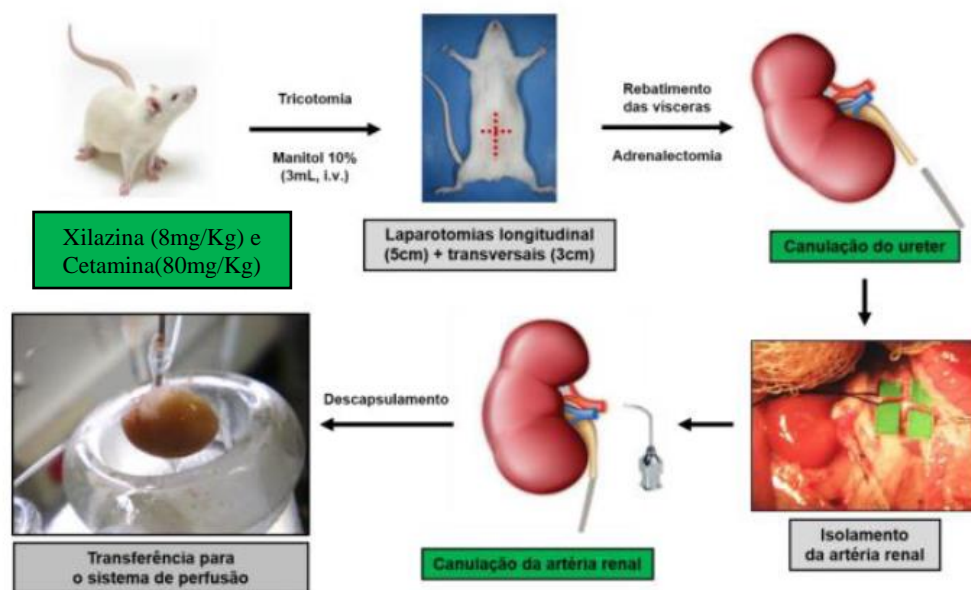 Tricotomia
Manitol 10%
(3mL, i.v.)
Rebatimento
das vísceras
Adrenalectomia
Xilazina (8mg/Kg) e
Cetamina(80mg/Kg)
Laparotomias longitudinal
(5cm) + transversais (3cm)
Canulação do ureter
Descapsulamento
Transferência para
o sistema de perfusão
Canulação da artéria renal
Isolamento
da artéria renal